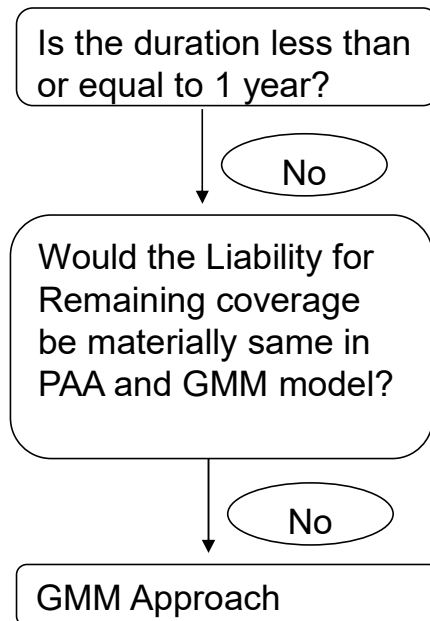 Is the duration less than
or equal to 1 year?
No
Would the Liability for
Remaining coverage
be materially same in
PAA and GMM model?
No
GMM Approach